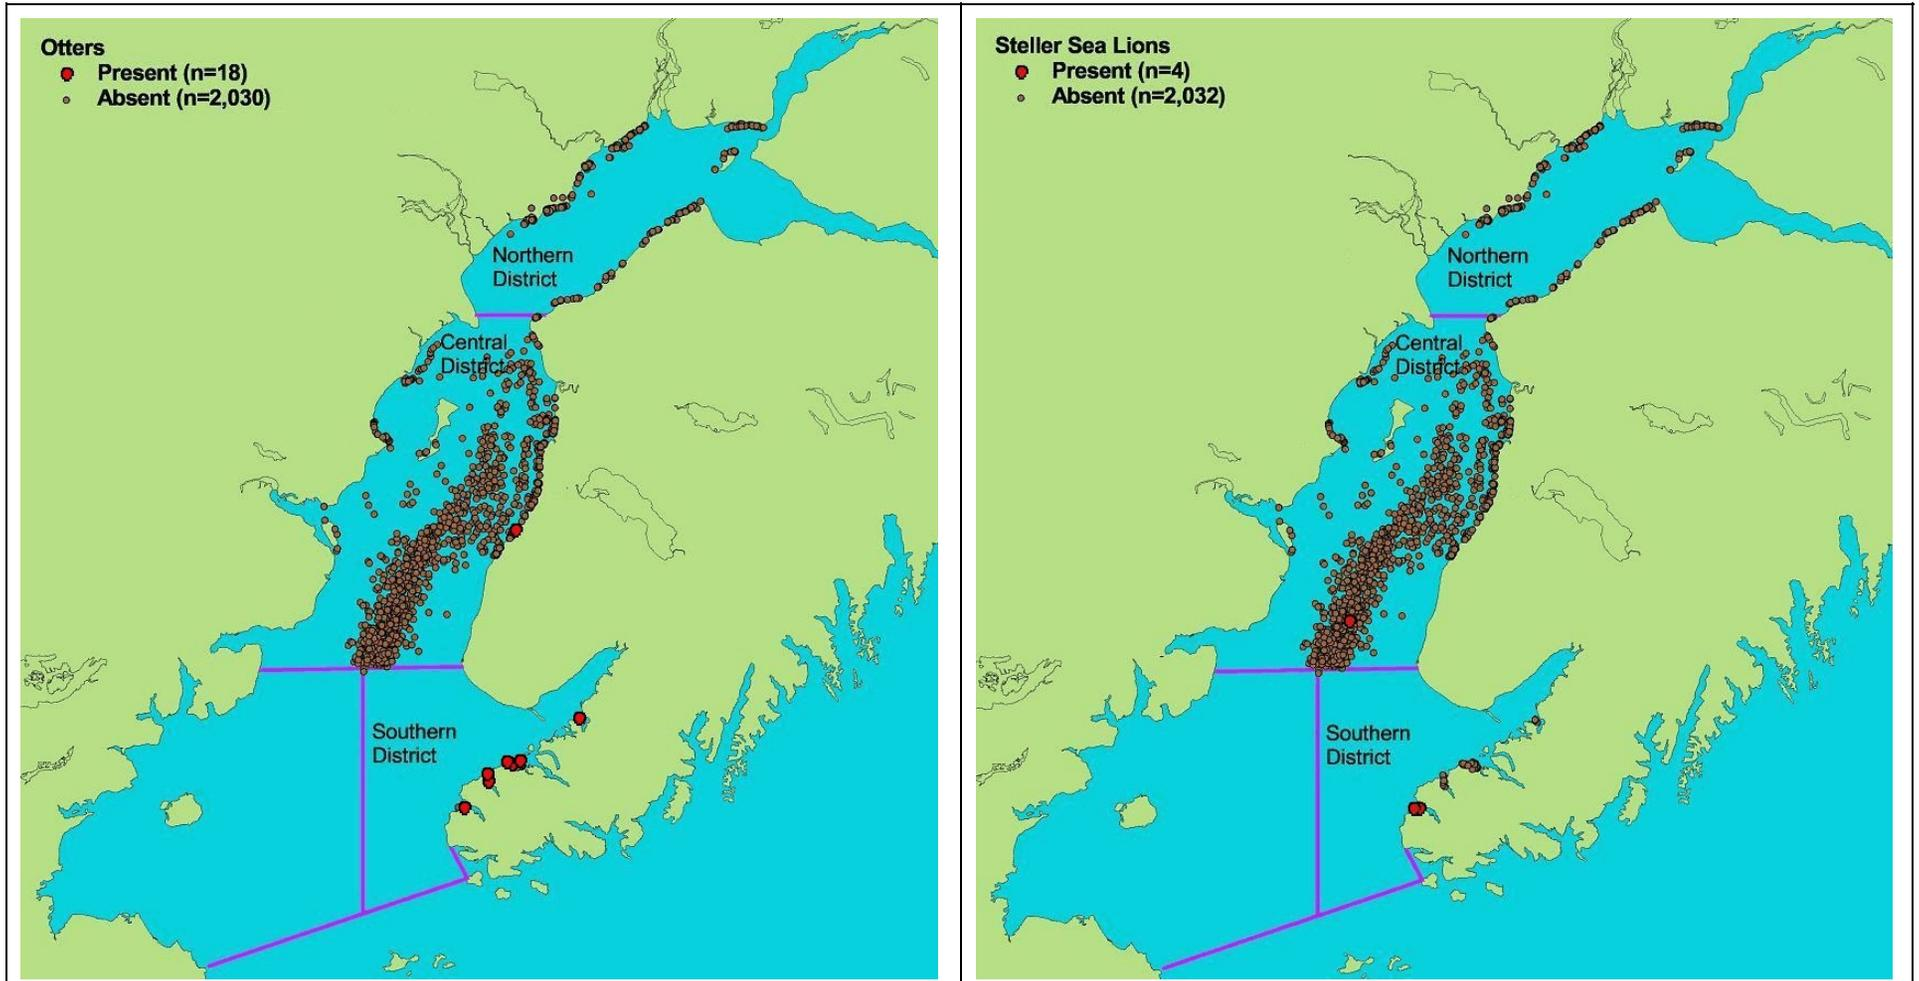 Otters
Present (n=18)
Absent (n=2,030)
Northern
District
Central
District
Southern
District
Steller Sea Lions
Present (n=4)
Absent (n=2,032)
Northern
District
Central
District
Southern
District